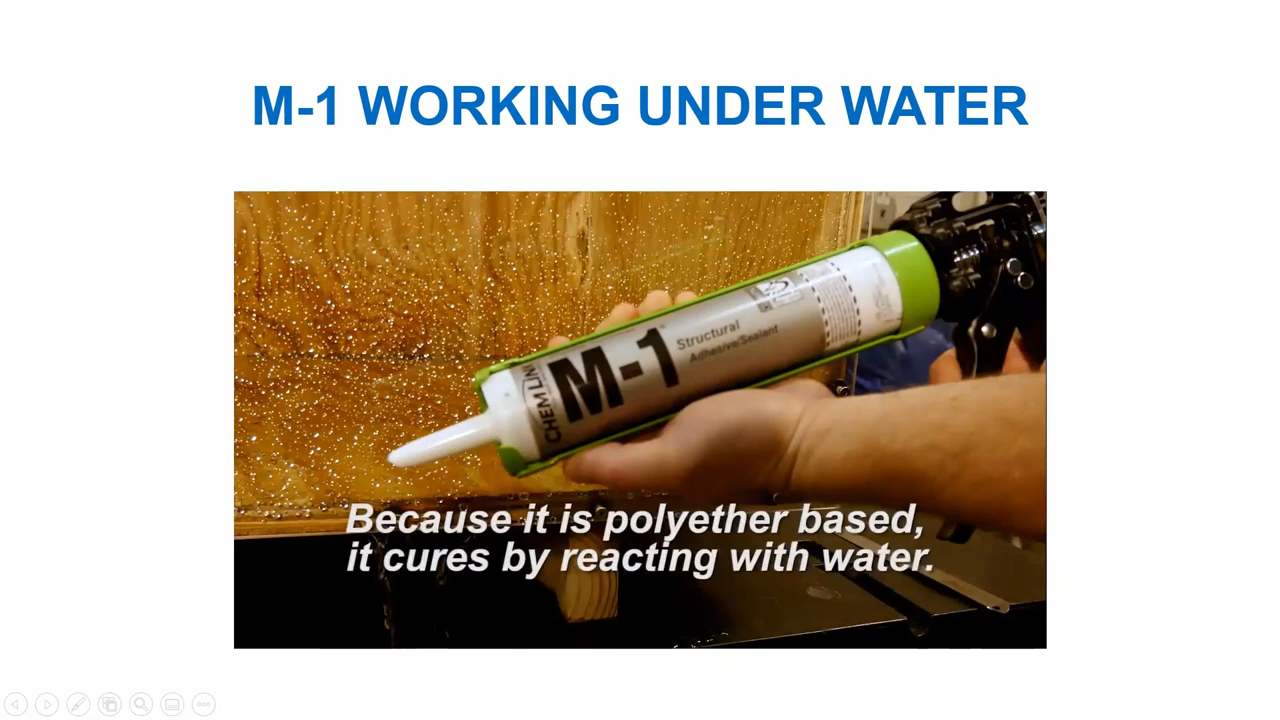 M-1 WORKING UNDER WATER
CHEM LINK
M-1
Structural
Adhesive/Sealant
Because it is polyether based,
it cures by reacting with water.